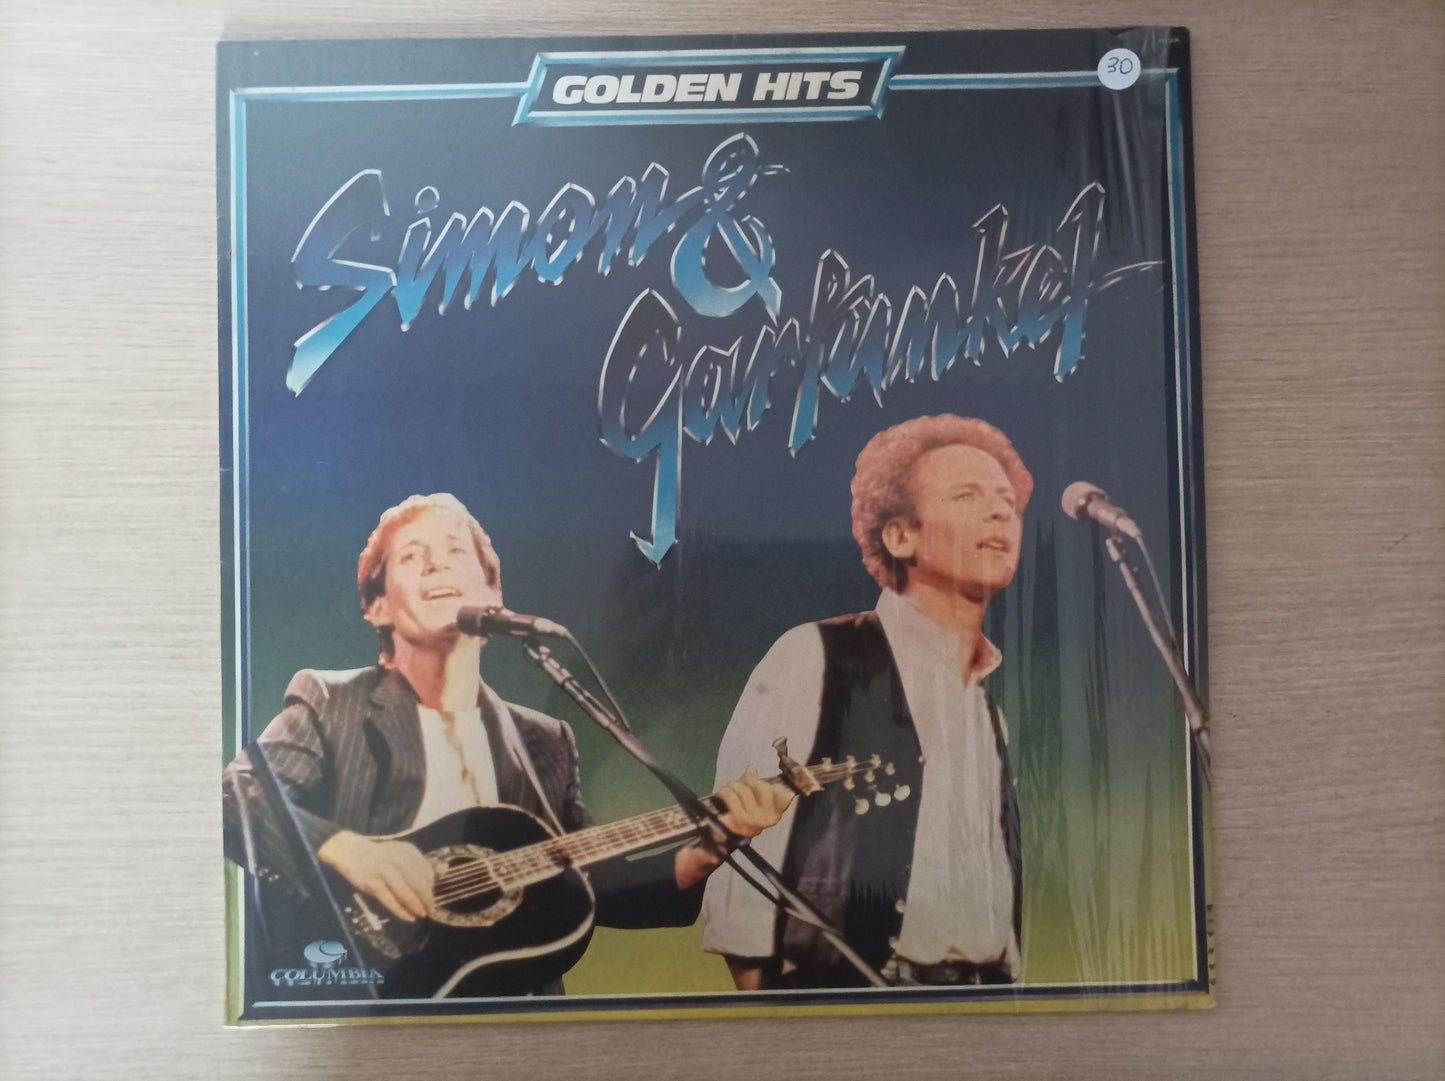 GOLDEN HITS
30
Simon &
Garfunkel
COLUMBIA